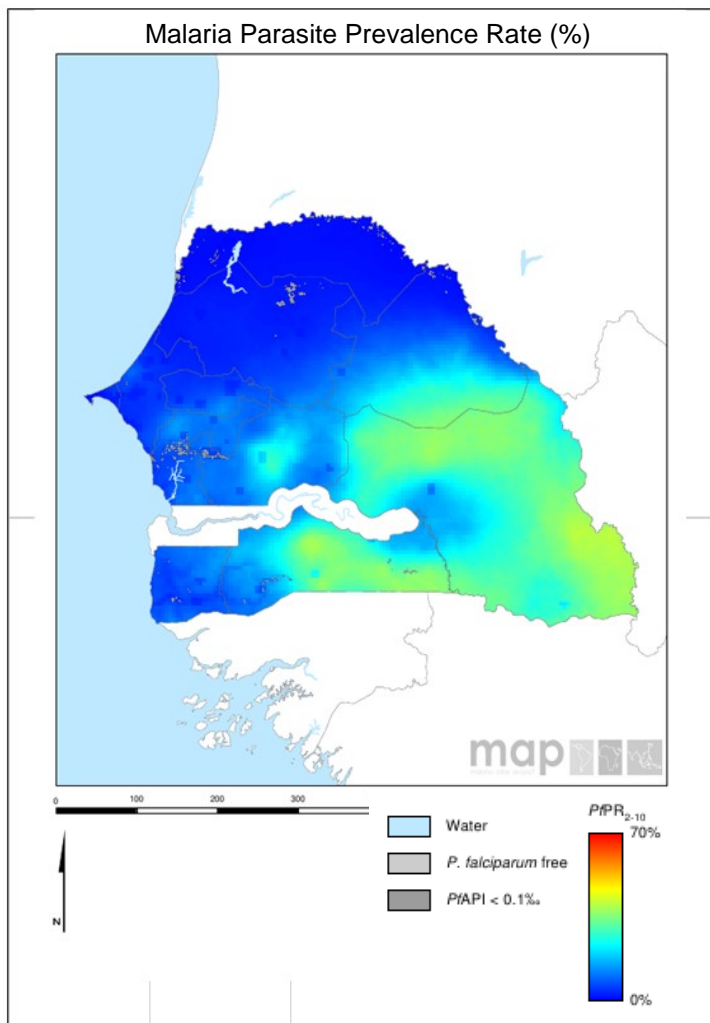 Malaria Parasite Prevalence Rate (%)
map
0 100 200 300
N
Water
P. falciparum free
PfAPI < 0.1‰
PfPR2-10
70%
0%